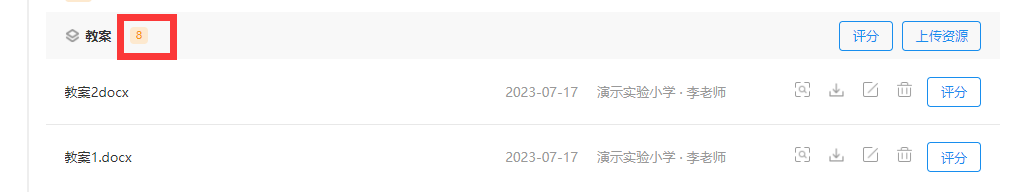 教案 8 评分 上传资源
教案2docx 2023-07-17 演示实验小学 · 李老师 评分
教案1.docx 2023-07-17 演示实验小学 · 李老师 评分